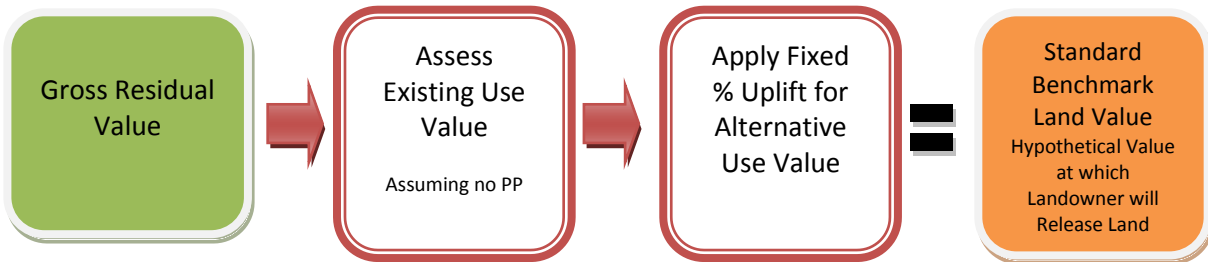 Gross Residual
Value
Assess
Existing Use
Value
Assuming no PP
Apply Fixed
% Uplift for
Alternative
Use Value
Standard
Benchmark
Land Value
Hypothetical Value
at which
Landowner will
Release Land